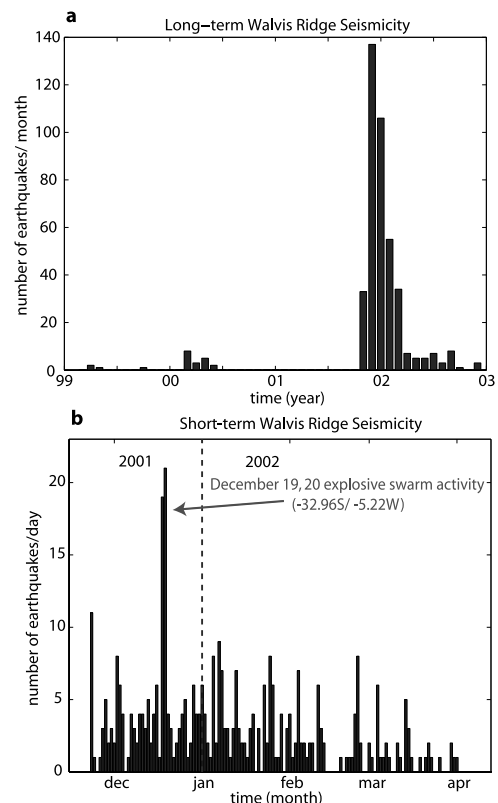 a
Long–term Walvis Ridge Seismicity
number of earthquakes/ month
140
120
100
80
60
40
20
0
99 00 01 02 03
time (year)
b
Short-term Walvis Ridge Seismicity
number of earthquakes/day
20
15
10
5
0
2001 2002
December 19, 20 explosive swarm activity
(-32.96S/ -5.22W)
dec jan feb mar apr
time (month)